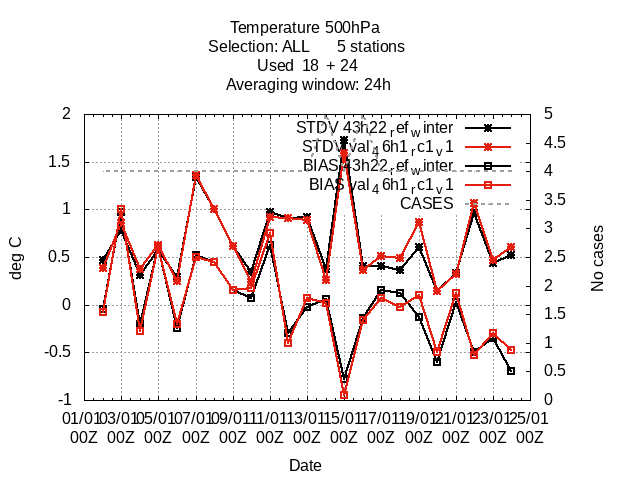 Temperature 500hPa
Selection: ALL 5 stations
Used 18 + 24
Averaging window: 24h
2 5
STDV 43h22refwinter
4.5
STDV val46h1rc1v1
1.5 4
BIAS 43h22refwinter
BIAS val46h1rc1v1
1 CASES 3.5
3
deg C 0.5 2.5 No cases
2
0 1.5
1
-0.5
0.5
-1 0
01/01 03/01 05/01 07/01 09/01 11/01 13/01 15/01 17/01 19/01 21/01 23/01 25/01
00Z 00Z 00Z 00Z 00Z 00Z 00Z 00Z 00Z 00Z 00Z 00Z 00Z
Date